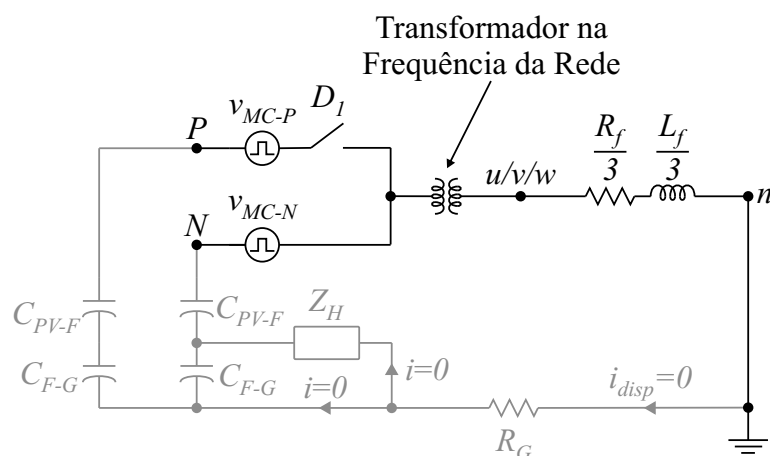 Transformador na
Frequência da Rede
v_MC-P
D_1
P
R_f
3
L_f
3
u/v/w
n
v_MC-N
N
C_PV-F
C_PV-F
Z_H
C_F-G
C_F-G
i=0
i=0
i_disp=0
R_G